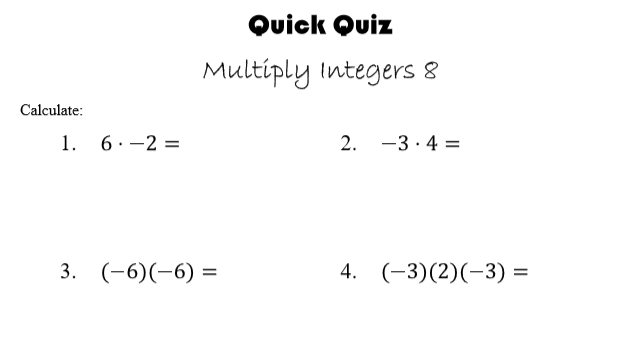 Quick Quiz
Multiply Integers 8
Calculate:
1. 6 · −2 =
2. −3 · 4 =
3. (−6)(−6) =
4. (−3)(2)(−3) =